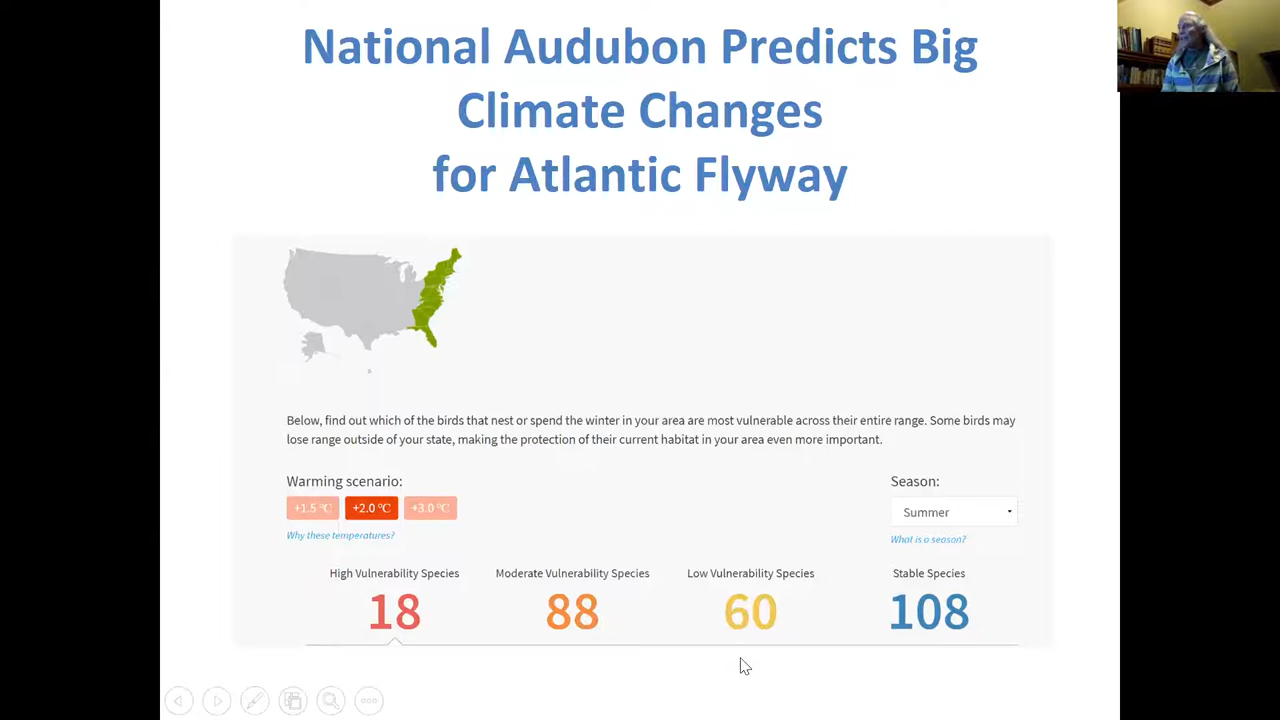 National Audubon Predicts Big
Climate Changes
for Atlantic Flyway
Below, find out which of the birds that nest or spend the winter in your area are most vulnerable across their entire range. Some birds may
lose range outside of your state, making the protection of their current habitat in your area even more important.
Warming scenario:
+1.5 ºC +2.0 ºC +3.0 ºC
Why these temperatures?
Season:
Summer
What is a season?
High Vulnerability Species Moderate Vulnerability Species Low Vulnerability Species Stable Species
18 88 60 108